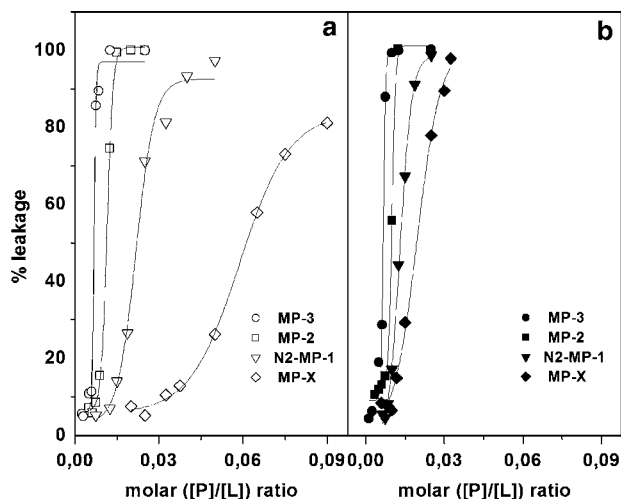 a
b
% leakage
100
80
60
40
20
0
MP-3
MP-2
N2-MP-1
MP-X
MP-3
MP-2
N2-MP-1
MP-X
0,00 0,03 0,06 0,09
0,00 0,03 0,06 0,09
molar ([P]/[L]) ratio
molar ([P]/[L]) ratio